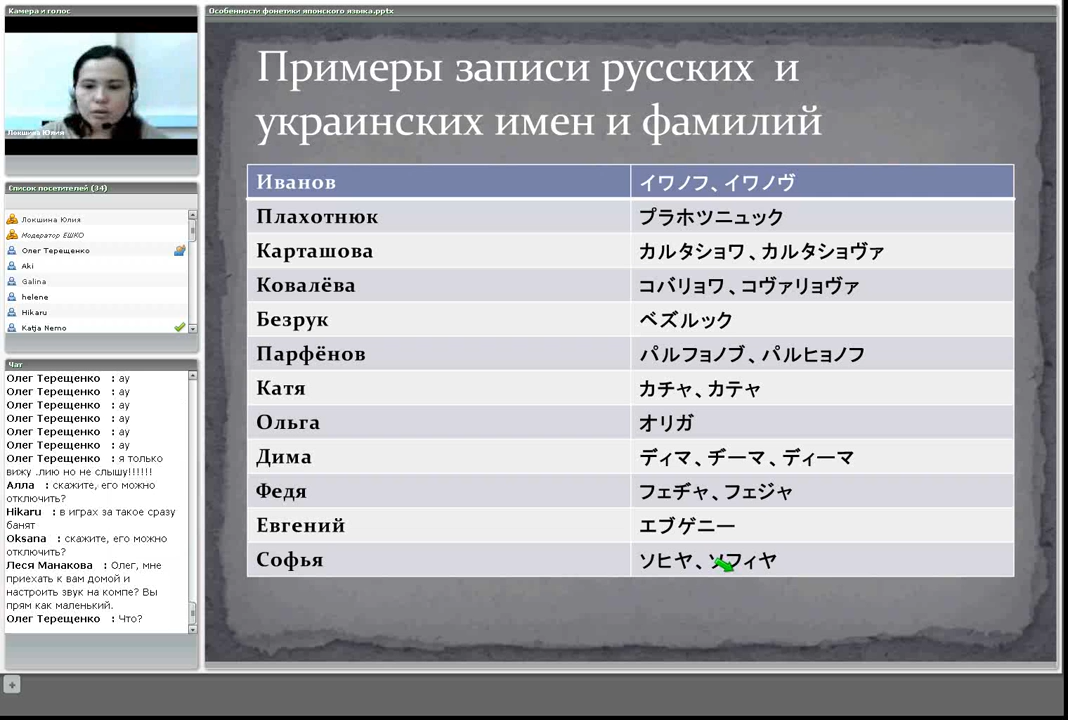 Камера и голос
Локшина Юлия
Список посетителей (34)
Локшина Юлия
Модератор ЕШКО
Олег Терещенко
Aki
Galina
helene
Hikaru
Katja Nemo
Чат
Олег Терещенко : ау
Олег Терещенко : ау
Олег Терещенко : ау
Олег Терещенко : ау
Олег Терещенко : ау
Олег Терещенко : ау
Олег Терещенко : я только
вижу .лию но не слышу!!!!!!
Алла : скажите, его можно
отключить?
Hikaru : в играх за такое сразу
банят
Oksana : скажите, его можно
отключить?
Леся Манакова : Олег, мне
приехать к вам домой и
настроить звук на компе? Вы
прям как маленький.
Олег Терещенко : Что?
Особенности фонетики японского языка.pptx
Примеры записи русских и
украинских имен и фамилий
Иванов イワノフ、イワノヴ
Плахотнюк プラホツニュック
Карташова カルタショワ、カルタショヴァ
Ковалёва コバリョワ、コヴァリョヴァ
Безрук ベズルック
Парфёнов パルフョノブ、パルヒョノフ
Катя カチャ、カテャ
Ольга オリガ
Дима ディマ、ヂーマ、ディーマ
Федя フェヂャ、フェジャ
Евгений エブゲニー
Софья ソヒヤ、ソフィヤ